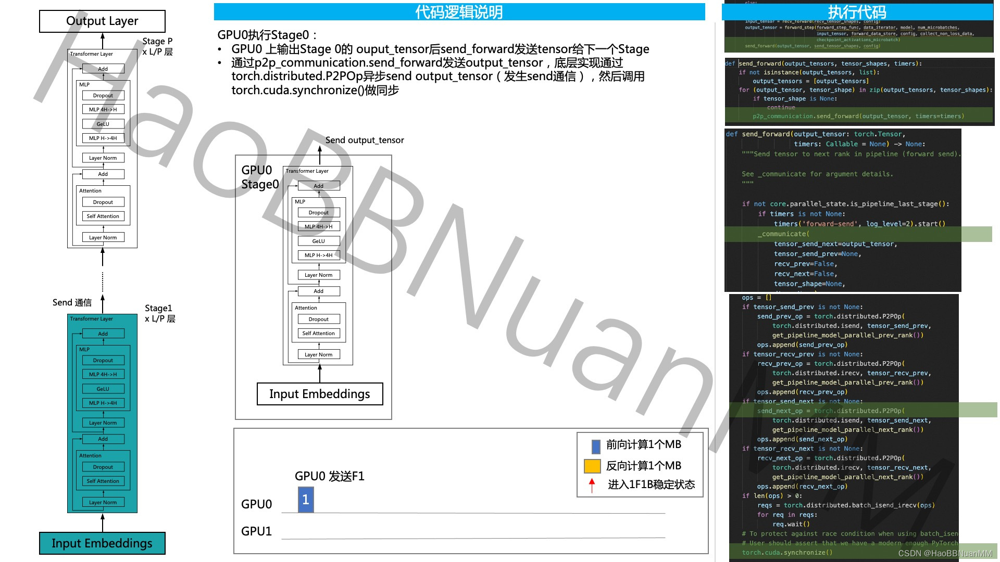 Output Layer
Stage P
x L/P 层
Transformer Layer
Add
MLP
Dropout
MLP 4H->H
GeLU
MLP H->4H
Layer Norm
Add
Attention
Dropout
Self Attention
Layer Norm
Send 通信
Stage1
x L/P 层
Transformer Layer
Add
MLP
Dropout
MLP 4H->H
GeLU
MLP H->4H
Layer Norm
Add
Attention
Dropout
Self Attention
Layer Norm
Input Embeddings
代码逻辑说明
GPU0执行Stage0：
• GPU0 上输出Stage 0的 ouput_tensor后send_forward发送tensor给下一个Stage
• 通过p2p_communication.send_forward发送output_tensor，底层实现通过
torch.distributed.P2POp异步send output_tensor（发生send通信），然后调用
torch.cuda.synchronize()做同步
Send output_tensor
GPU0
Stage0
Transformer Layer
Add
MLP
Dropout
MLP 4H->H
GeLU
MLP H->4H
Layer Norm
Add
Attention
Dropout
Self Attention
Layer Norm
Input Embeddings
前向计算1个MB
反向计算1个MB
进入1F1B稳定状态
GPU0 发送F1
1
GPU0
GPU1
执行代码
else:
input_tensor = recv_forward(recv_tensor_shapes, config)
output_tensor = forward_step(forward_step_func, data_iterator, model, num_microbatches,
input_tensor, forward_data_store, config, collect_non_loss_data,
checkpoint_activations_microbatch)
send_forward(output_tensor, send_tensor_shapes, config)
def send_forward(output_tensors, tensor_shapes, timers):
if not isinstance(output_tensors, list):
output_tensors = [output_tensors]
for (output_tensor, tensor_shape) in zip(output_tensors, tensor_shapes):
if tensor_shape is None:
continue
p2p_communication.send_forward(output_tensor, timers=timers)
def send_forward(output_tensor: torch.Tensor,
timers: Callable = None) -> None:
"""Send tensor to next rank in pipeline (forward send).
See _communicate for argument details.
"""
if not core.parallel_state.is_pipeline_last_stage():
if timers is not None:
timers('forward-send', log_level=2).start()
_communicate(
tensor_send_next=output_tensor,
tensor_send_prev=None,
recv_prev=False,
recv_next=False,
tensor_shape=None,
ops = []
if tensor_send_prev is not None:
send_prev_op = torch.distributed.P2POp(
torch.distributed.isend, tensor_send_prev,
get_pipeline_model_parallel_prev_rank())
ops.append(send_prev_op)
if tensor_recv_prev is not None:
recv_prev_op = torch.distributed.P2POp(
torch.distributed.irecv, tensor_recv_prev,
get_pipeline_model_parallel_prev_rank())
ops.append(recv_prev_op)
if tensor_send_next is not None:
send_next_op = torch.distributed.P2POp(
torch.distributed.isend, tensor_send_next,
get_pipeline_model_parallel_next_rank())
ops.append(send_next_op)
if tensor_recv_next is not None:
recv_next_op = torch.distributed.P2POp(
torch.distributed.irecv, tensor_recv_next,
get_pipeline_model_parallel_next_rank())
ops.append(recv_next_op)
if len(ops) > 0:
reqs = torch.distributed.batch_isend_irecv(ops)
for req in reqs:
req.wait()
# To protect against race condition when using batch_isen
# User should assert that we have a modern enough PyTorch
torch.cuda.synchronize()
HaoBBNuanMM
CSDN @HaoBBNuanMM